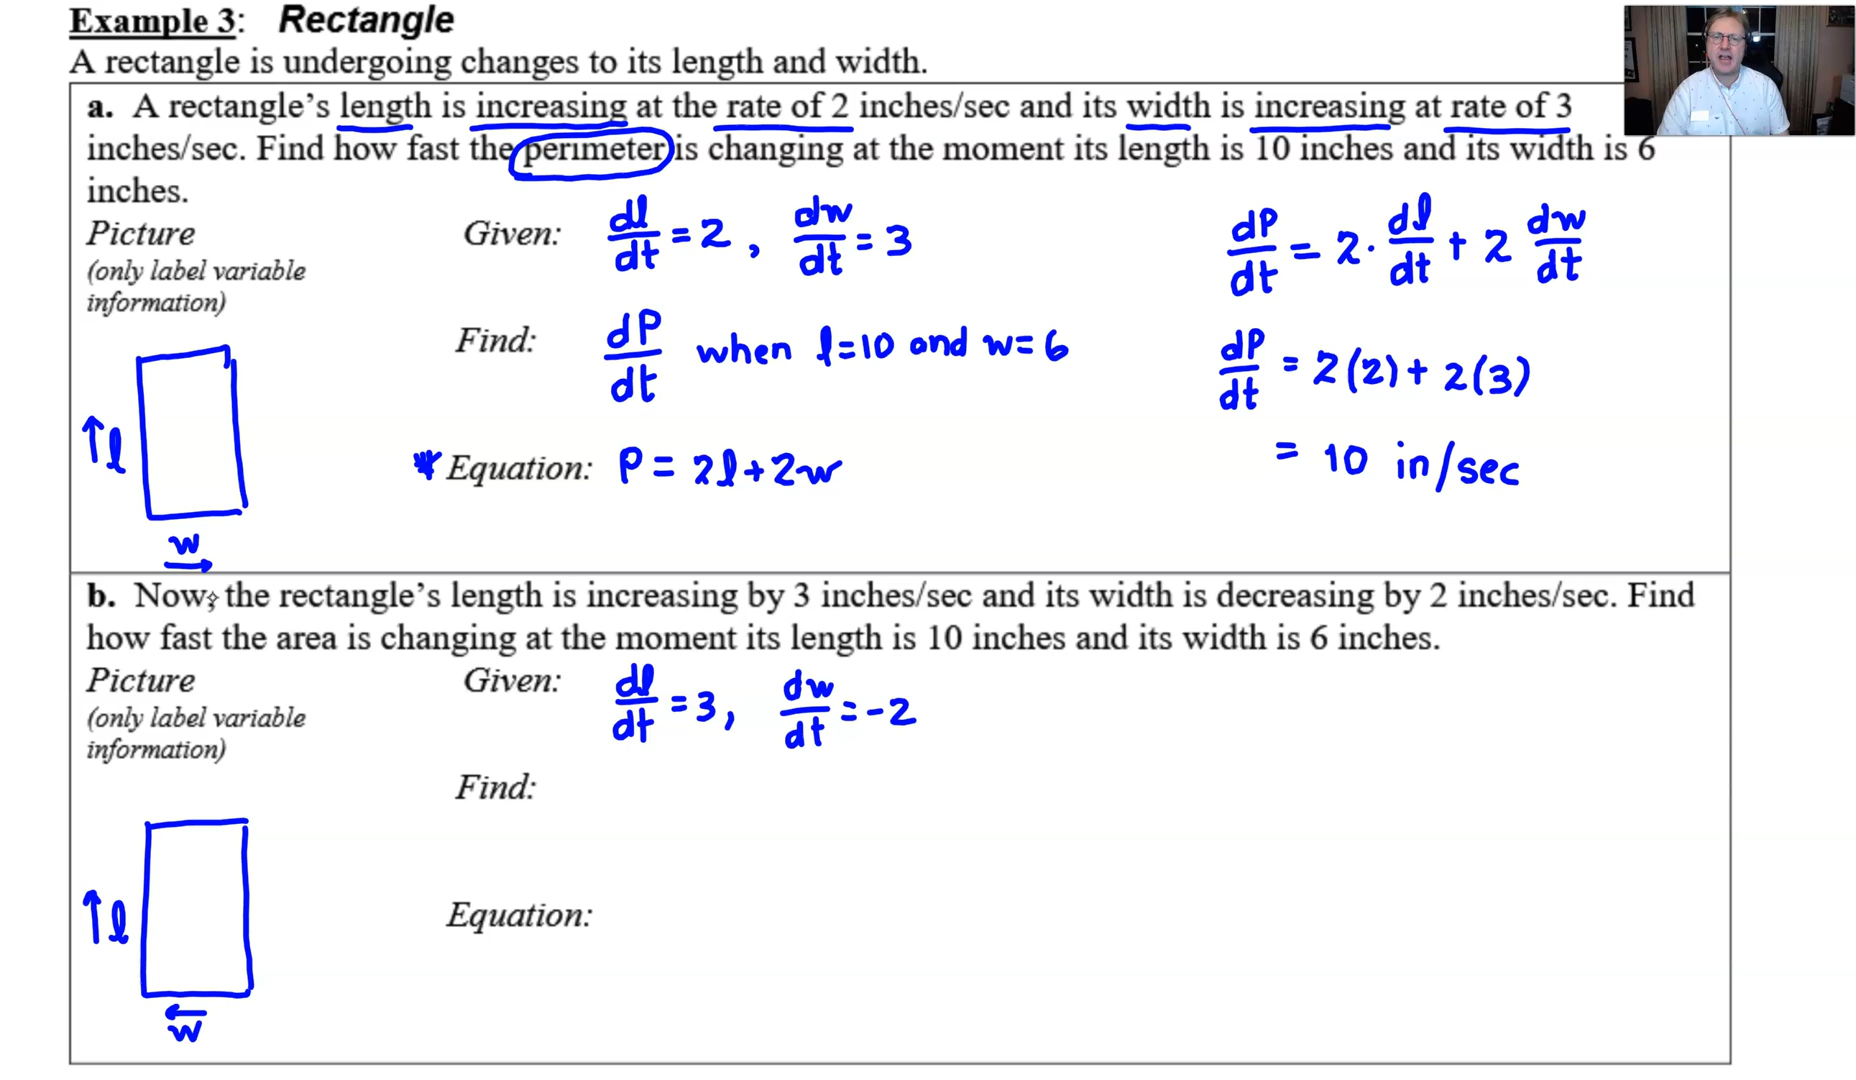 Example 3: Rectangle
A rectangle is undergoing changes to its length and width.
a. A rectangle's length is increasing at the rate of 2 inches/sec and its width is increasing at rate of 3
inches/sec. Find how fast the perimeter is changing at the moment its length is 10 inches and its width is 6
inches.
Picture
(only label variable
information)
l
w
Given: dl/dt = 2, dw/dt = 3
Find: dP/dt when l=10 and w=6
* Equation: P = 2l+2w
dP/dt = 2· dl/dt + 2 dw/dt
dP/dt = 2(2)+ 2(3)
= 10 in/sec
b. Now, the rectangle's length is increasing by 3 inches/sec and its width is decreasing by 2 inches/sec. Find
how fast the area is changing at the moment its length is 10 inches and its width is 6 inches.
Picture
(only label variable
information)
l
w
Given: dl/dt = 3, dw/dt = -2
Find:
Equation: